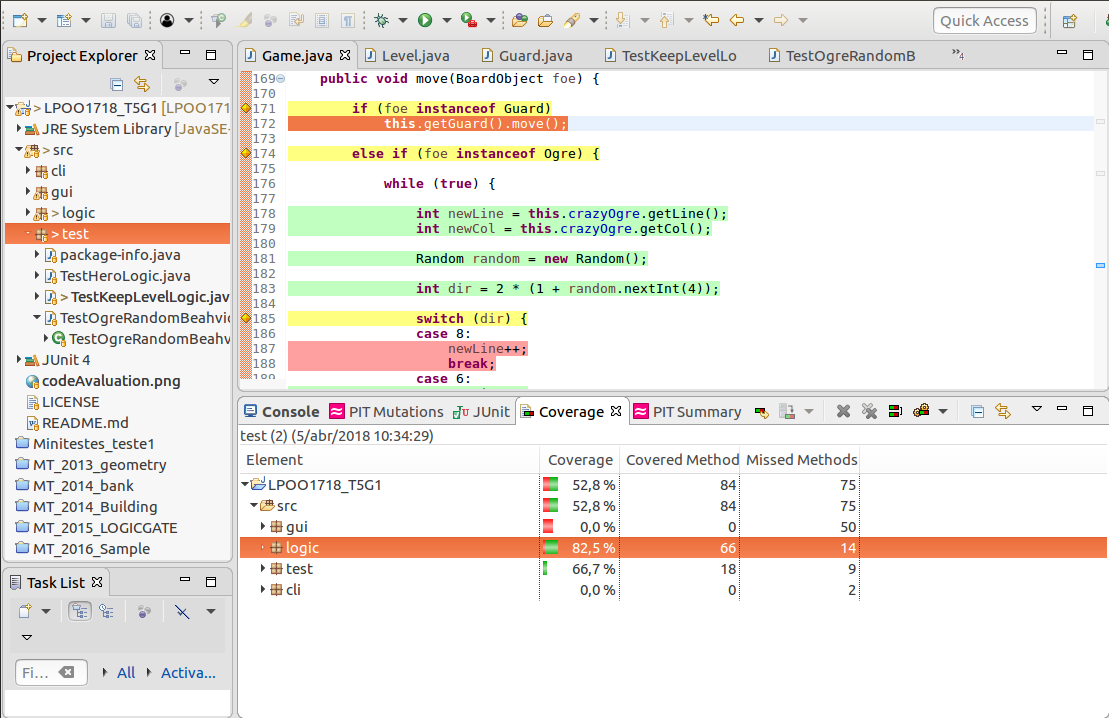 Quick Access
Project Explorer
> LPOO1718_T5G1 [LPOO171
JRE System Library [JavaSE-
> src
cli
gui
> logic
> test
package-info.java
TestHeroLogic.java
> TestKeepLevelLogic.jav
TestOgreRandomBeahvio
TestOgreRandomBeahv
JUnit 4
codeAvaluation.png
LICENSE
README.md
Minitestes_teste1
MT_2013_geometry
MT_2014_bank
MT_2014_Building
MT_2015_LOGICGATE
MT_2016_Sample
Task List
Fi...
All
Activa...
Game.java
Level.java
Guard.java
TestKeepLevelLo
TestOgreRandomB
»4
169 public void move(BoardObject foe) {
170
171 if (foe instanceof Guard)
172 this.getGuard().move();
173
174 else if (foe instanceof Ogre) {
175
176 while (true) {
177
178 int newLine = this.crazyOgre.getLine();
179 int newCol = this.crazyOgre.getCol();
180
181 Random random = new Random();
182
183 int dir = 2 * (1 + random.nextInt(4));
184
185 switch (dir) {
186 case 8:
187 newLine++;
188 break;
189 case 6:
Console
PIT Mutations
JUnit
Coverage
PIT Summary
test (2) (5/abr/2018 10:34:29)
Element Coverage Covered Method Missed Methods
LPOO1718_T5G1 52,8 % 84 75
src 52,8 % 84 75
gui 0,0 % 0 50
logic 82,5 % 66 14
test 66,7 % 18 9
cli 0,0 % 0 2